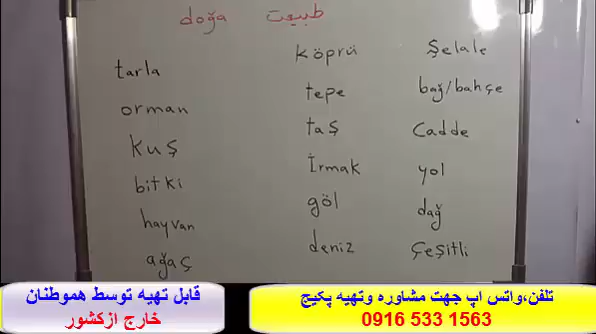 doğa طبیعت
tarla
orman
kuş
bitki
hayvan
ağaç
köprü
tepe
taş
ırmak
göl
deniz
Şelale
bağ/bahçe
Cadde
yol
dağ
Çeşitli
قابل تهیه توسط هموطنان
خارج ازکشور
تلفن،واتس اپ جهت مشاوره وتهیه پکیج
0916 533 1563